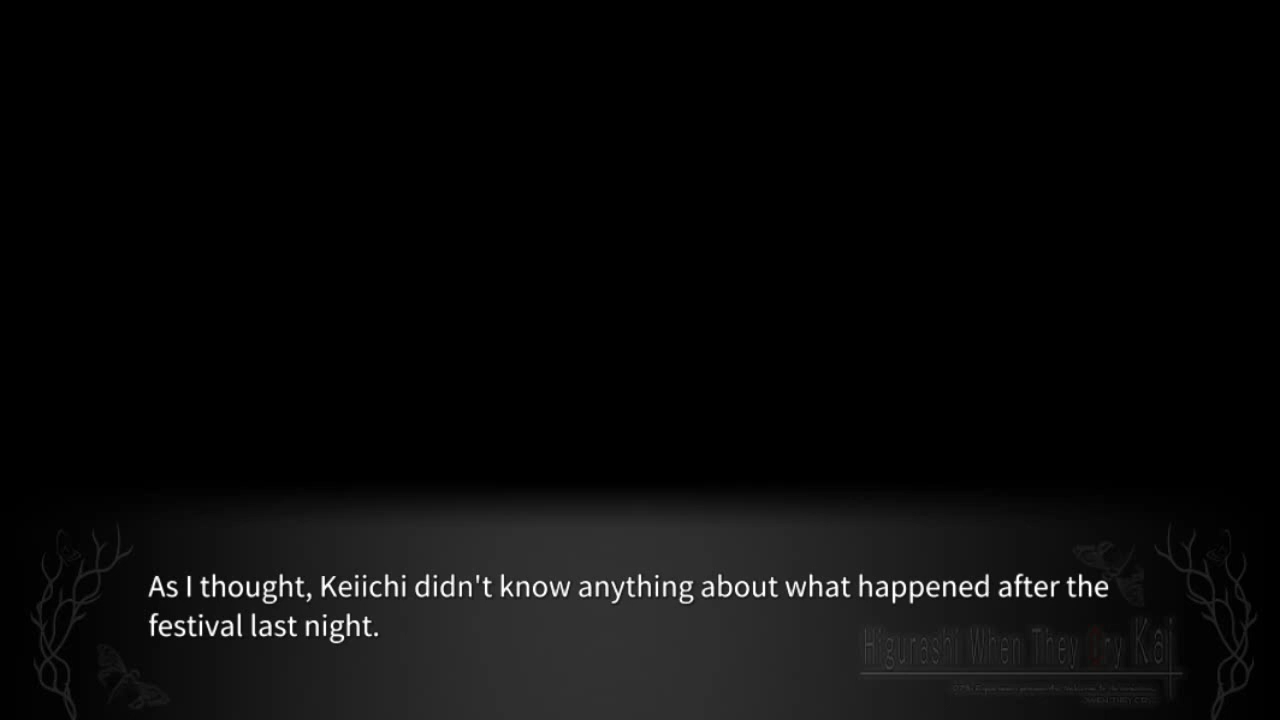 As I thought, Keiichi didn't know anything about what happened after the
festival last night.
Higurashi When They Cry Kai